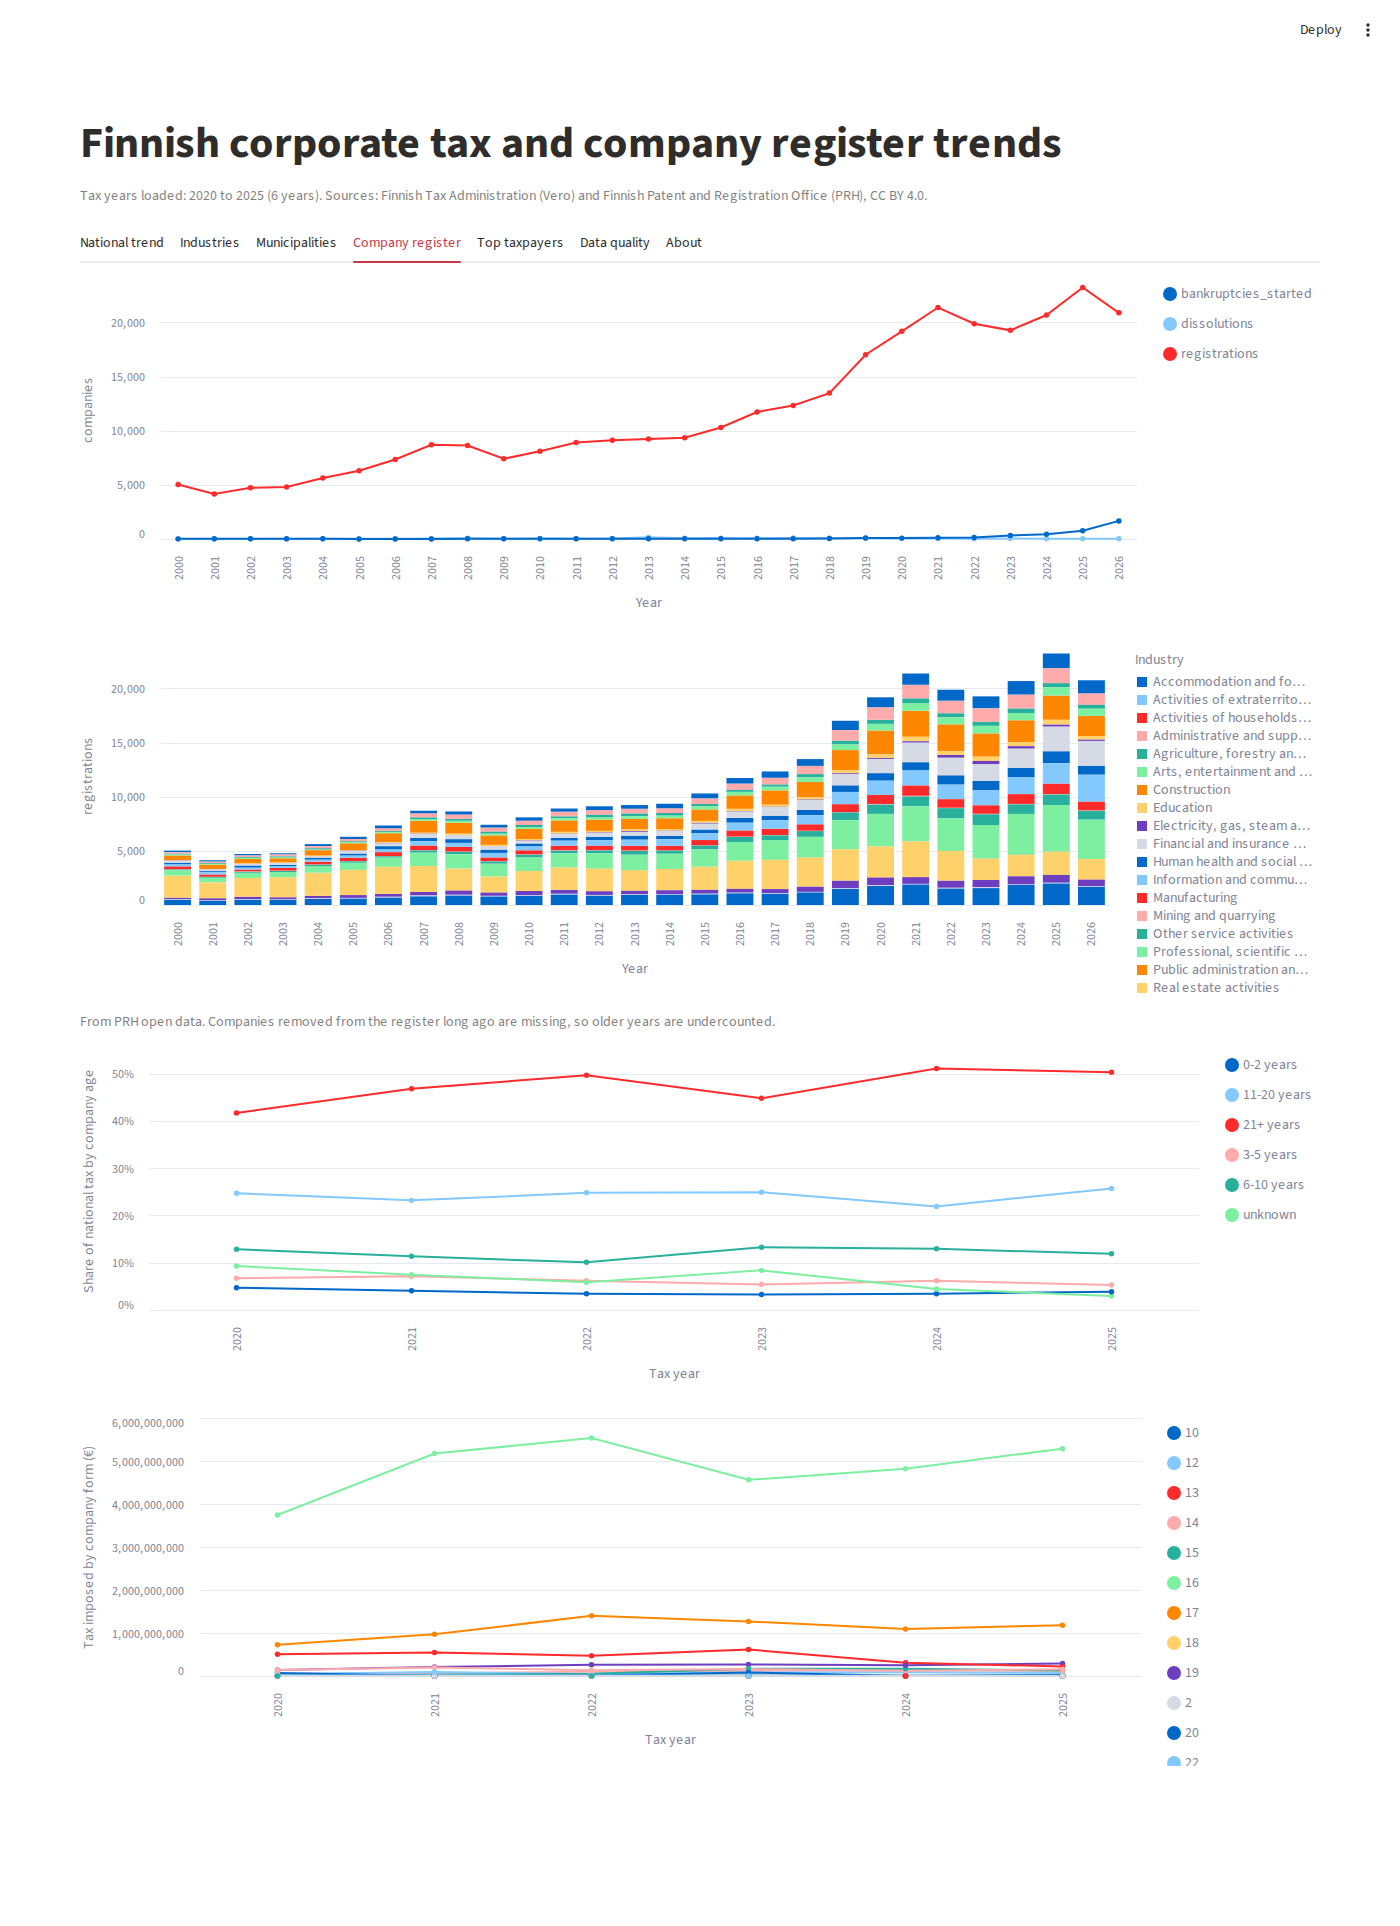 Deploy
Finnish corporate tax and company register trends
Tax years loaded: 2020 to 2025 (6 years). Sources: Finnish Tax Administration (Vero) and Finnish Patent and Registration Office (PRH), CC BY 4.0.
National trend Industries Municipalities Company register Top taxpayers Data quality About
companies
20,000
15,000
10,000
5,000
0
2000 2001 2002 2003 2004 2005 2006 2007 2008 2009 2010 2011 2012 2013 2014 2015 2016 2017 2018 2019 2020 2021 2022 2023 2024 2025 2026
Year
bankruptcies_started
dissolutions
registrations
registrations
20,000
15,000
10,000
5,000
0
2000 2001 2002 2003 2004 2005 2006 2007 2008 2009 2010 2011 2012 2013 2014 2015 2016 2017 2018 2019 2020 2021 2022 2023 2024 2025 2026
Year
Industry
Accommodation and fo…
Activities of extraterrito…
Activities of households…
Administrative and supp…
Agriculture, forestry an…
Arts, entertainment and …
Construction
Education
Electricity, gas, steam a…
Financial and insurance …
Human health and social …
Information and commu…
Manufacturing
Mining and quarrying
Other service activities
Professional, scientific …
Public administration an…
Real estate activities
From PRH open data. Companies removed from the register long ago are missing, so older years are undercounted.
Share of national tax by company age
50%
40%
30%
20%
10%
0%
2020 2021 2022 2023 2024 2025
Tax year
0-2 years
11-20 years
21+ years
3-5 years
6-10 years
unknown
Tax imposed by company form (€)
6,000,000,000
5,000,000,000
4,000,000,000
3,000,000,000
2,000,000,000
1,000,000,000
0
2020 2021 2022 2023 2024 2025
Tax year
10
12
13
14
15
16
17
18
19
2
20
22